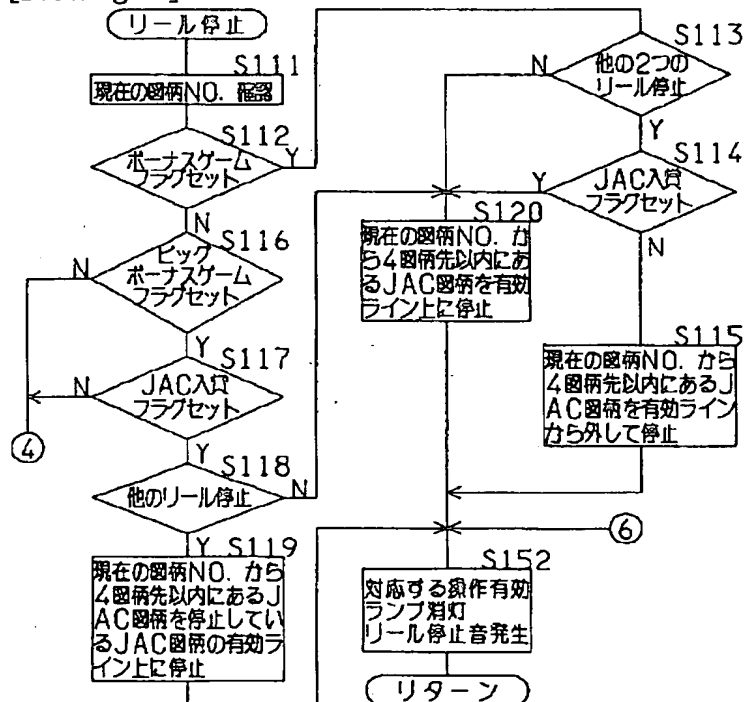 リール停止
S111
現在の図柄NO. 確認
S112
ボーナスゲーム
フラグセット
Y
N
S116
ビッグ
ボーナスゲーム
フラグセット
N
Y
S117
JAC入賞
フラグセット
N
④
Y
S118
他のリール停止
N
Y
S119
現在の図柄NO. から
4図柄先以内にあるJ
AC図柄を停止してい
るJAC図柄の有効ラ
イン上に停止
S113
他の2つの
リール停止
N
Y
S114
JAC入賞
フラグセット
Y
N
S120
現在の図柄NO. か
ら4図柄先以内にあ
るJAC図柄を有効
ライン上に停止
S115
現在の図柄NO. から
4図柄先以内にあるJ
AC図柄を有効ライン
から外して停止
⑥
S152
対応する操作有効
ランプ消灯
リール停止音発生
リターン